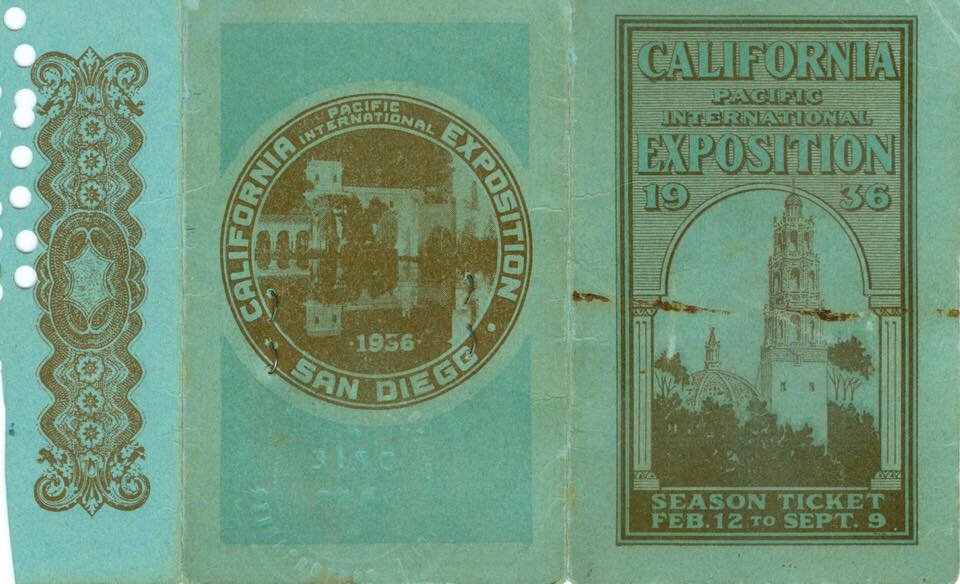 PACIFIC
INTERNATIONAL
CALIFORNIA EXPOSITION
·1936·
· SAN DIEGO ·
3150
CALIFORNIA
PACIFIC
INTERNATIONAL
EXPOSITION
1936
SEASON TICKET
FEB. 12 TO SEPT. 9